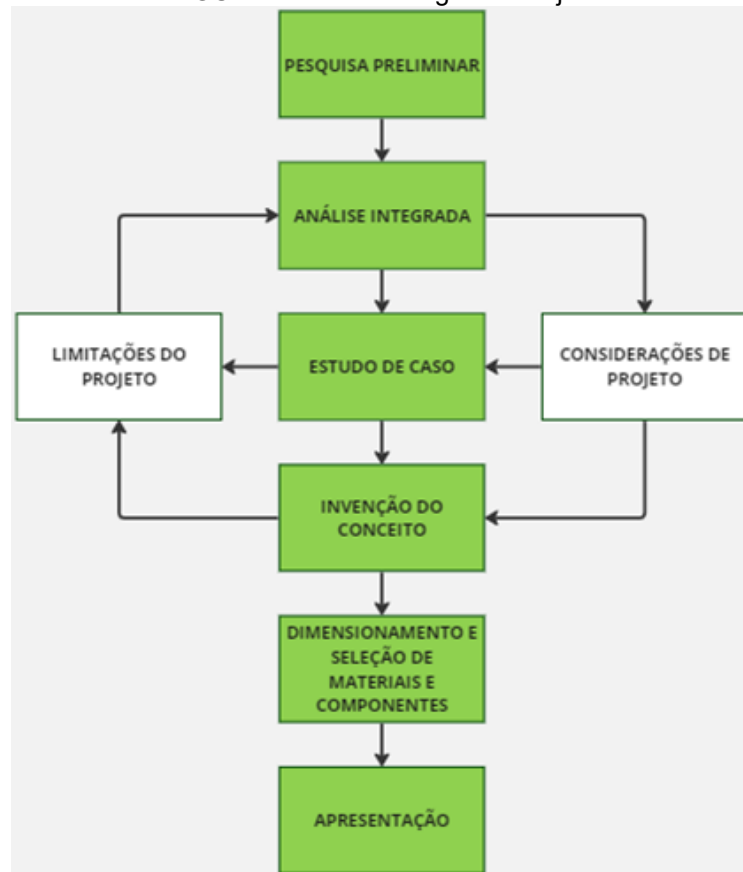 PESQUISA PRELIMINAR
ANÁLISE INTEGRADA
LIMITAÇÕES DO
PROJETO
ESTUDO DE CASO
CONSIDERAÇÕES DE
PROJETO
INVENÇÃO DO
CONCEITO
DIMENSIONAMENTO E
SELEÇÃO DE
MATERIAIS E
COMPONENTES
APRESENTAÇÃO